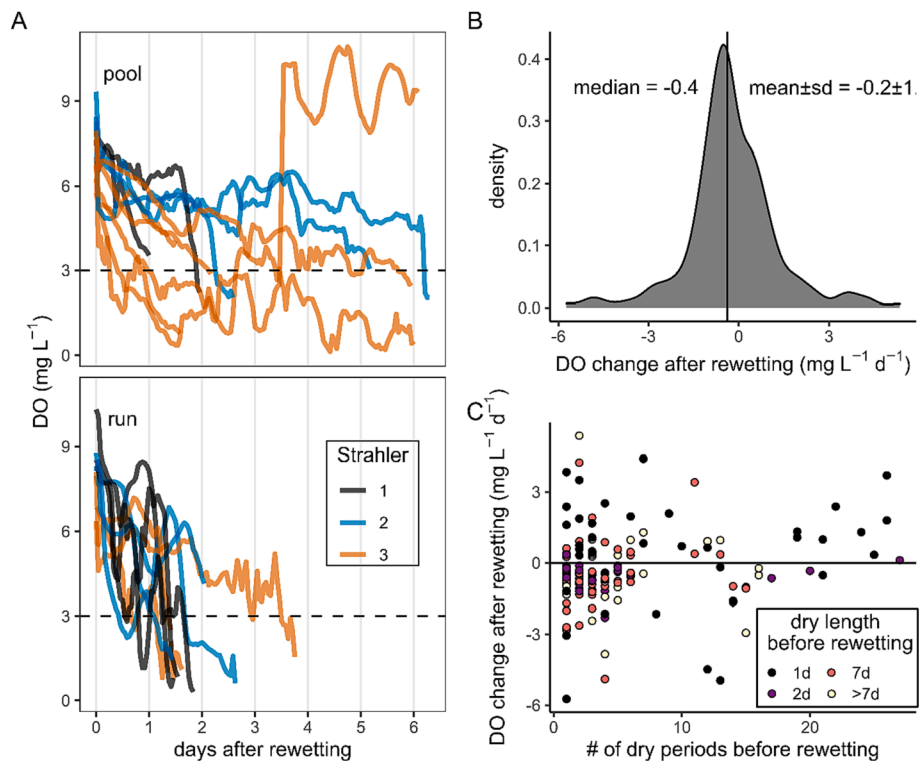 A
pool
9
6
3
0
DO (mg L⁻¹)
run
9
6
3
0
Strahler
1
2
3
0 1 2 3 4 5 6
days after rewetting
B
median = -0.4 mean±sd = -0.2±1.
0.4
0.3
0.2
0.1
0.0
density
-6 -3 0 3
DO change after rewetting (mg L⁻¹ d⁻¹)
C
3
0
-3
-6
DO change after rewetting (mg L⁻¹ d⁻¹)
dry length
before rewetting
1d 7d
2d >7d
0 10 20
# of dry periods before rewetting